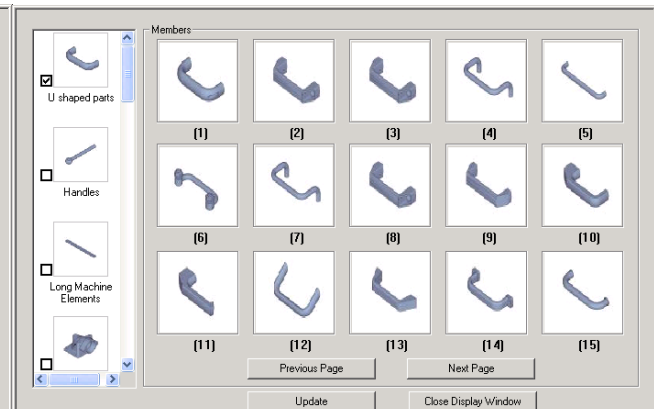 Members
U shaped parts
Handles
Long Machine
Elements
(1) (2) (3) (4) (5)
(6) (7) (8) (9) (10)
(11) (12) (13) (14) (15)
Previous Page Next Page
Update Close Display Window